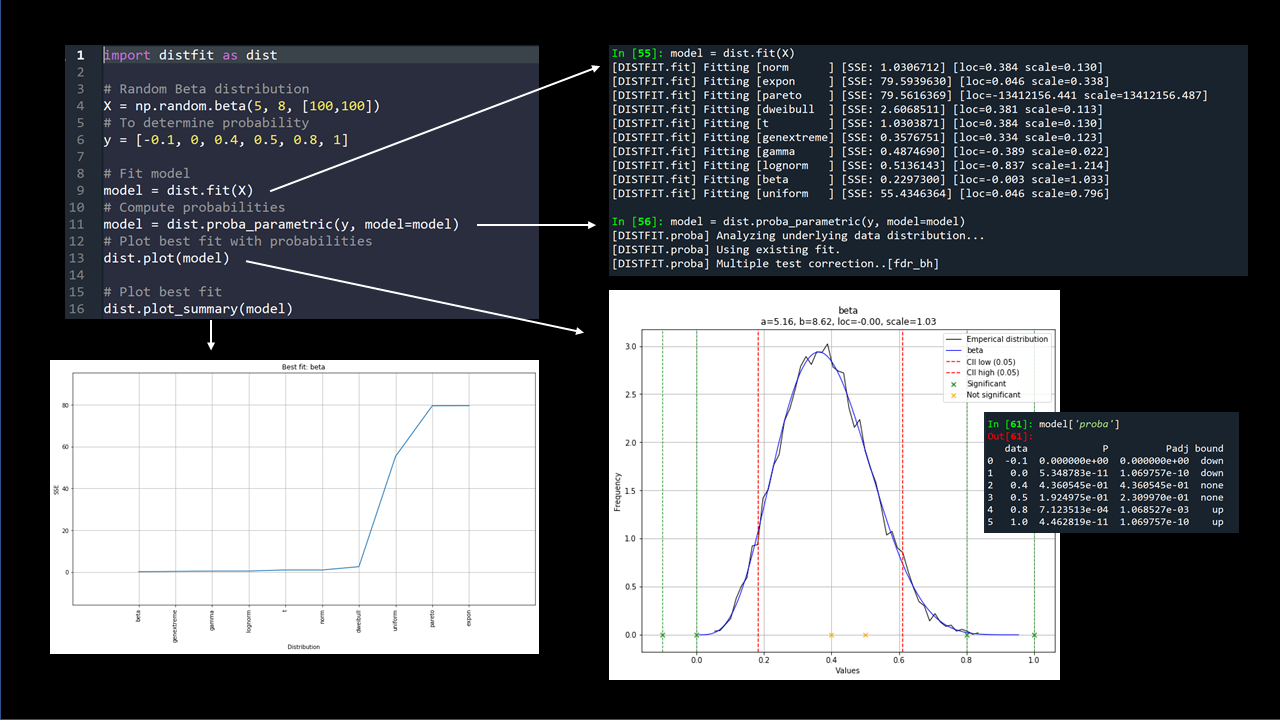 1 import distfit as dist
2
3 # Random Beta distribution
4 X = np.random.beta(5, 8, [100,100])
5 # To determine probability
6 y = [-0.1, 0, 0.4, 0.5, 0.8, 1]
7
8 # Fit model
9 model = dist.fit(X)
10 # Compute probabilities
11 model = dist.proba_parametric(y, model=model)
12 # Plot best fit with probabilities
13 dist.plot(model)
14
15 # Plot best fit
16 dist.plot_summary(model)
In [55]: model = dist.fit(X)
[DISTFIT.fit] Fitting [norm      ] [SSE: 1.0306712] [loc=0.384 scale=0.130]
[DISTFIT.fit] Fitting [expon     ] [SSE: 79.5939630] [loc=0.046 scale=0.338]
[DISTFIT.fit] Fitting [pareto    ] [SSE: 79.5616369] [loc=-13412156.441 scale=13412156.487]
[DISTFIT.fit] Fitting [dweibull  ] [SSE: 2.6068511] [loc=0.381 scale=0.113]
[DISTFIT.fit] Fitting [t         ] [SSE: 1.0303871] [loc=0.384 scale=0.130]
[DISTFIT.fit] Fitting [genextreme] [SSE: 0.3576751] [loc=0.334 scale=0.123]
[DISTFIT.fit] Fitting [gamma     ] [SSE: 0.4874690] [loc=-0.389 scale=0.022]
[DISTFIT.fit] Fitting [lognorm   ] [SSE: 0.5136143] [loc=-0.837 scale=1.214]
[DISTFIT.fit] Fitting [beta      ] [SSE: 0.2297300] [loc=-0.003 scale=1.033]
[DISTFIT.fit] Fitting [uniform   ] [SSE: 55.4346364] [loc=0.046 scale=0.796]
In [56]: model = dist.proba_parametric(y, model=model)
[DISTFIT.proba] Analyzing underlying data distribution...
[DISTFIT.proba] Using existing fit.
[DISTFIT.proba] Multiple test correction..[fdr_bh]
Best fit: beta
80
60
40
20
0
SSE
beta
genextreme
gamma
lognorm
t
norm
dweibull
uniform
pareto
expon
Distribution
beta
a=5.16, b=8.62, loc=-0.00, scale=1.03
Emperical distribution
beta
CII low (0.05)
CII high (0.05)
Significant
Not significant
3.0
2.5
2.0
1.5
1.0
0.5
0.0
Frequency
0.0 0.2 0.4 0.6 0.8 1.0
Values
In [61]: model['proba']
Out[61]:
data P Padj bound
0 -0.1 0.000000e+00 0.000000e+00 down
1 0.0 5.348783e-11 1.069757e-10 down
2 0.4 4.360545e-01 4.360545e-01 none
3 0.5 1.924975e-01 2.309970e-01 none
4 0.8 7.123513e-04 1.068527e-03 up
5 1.0 4.462819e-11 1.069757e-10 up